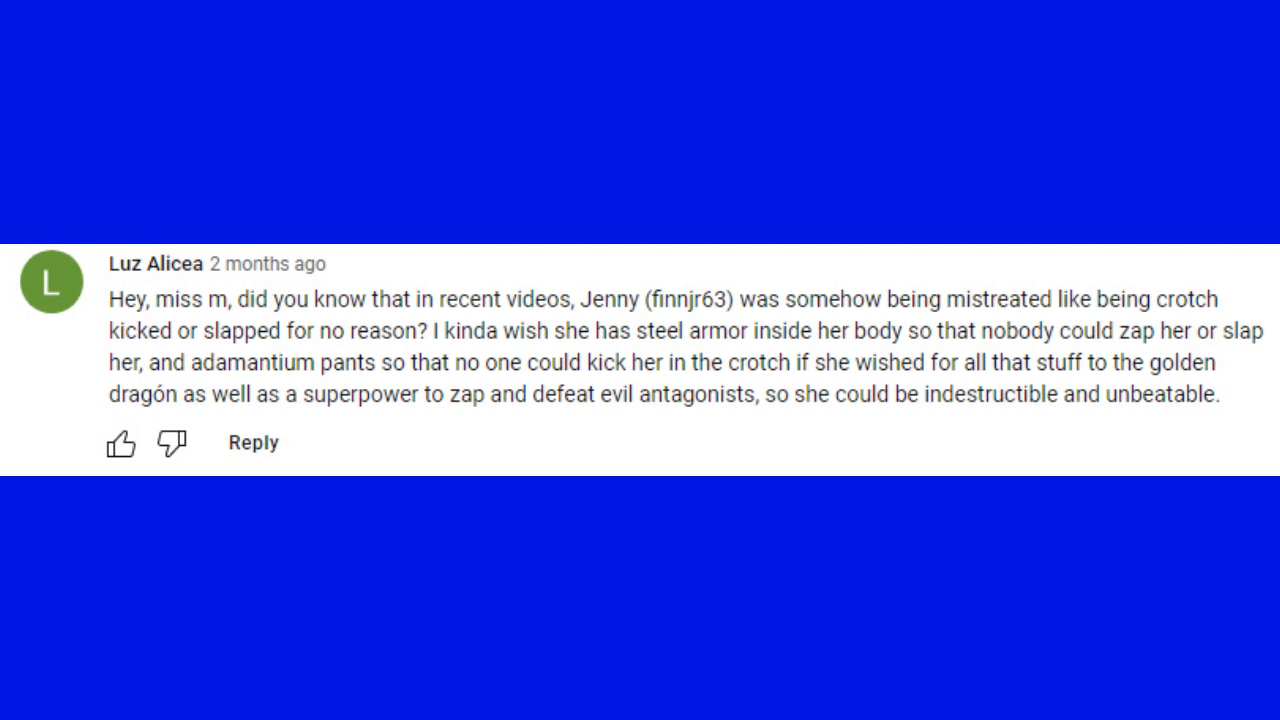 L
Luz Alicea 2 months ago
Hey, miss m, did you know that in recent videos, Jenny (finnjr63) was somehow being mistreated like being crotch
kicked or slapped for no reason? I kinda wish she has steel armor inside her body so that nobody could zap her or slap
her, and adamantium pants so that no one could kick her in the crotch if she wished for all that stuff to the golden
dragón as well as a superpower to zap and defeat evil antagonists, so she could be indestructible and unbeatable.
Reply